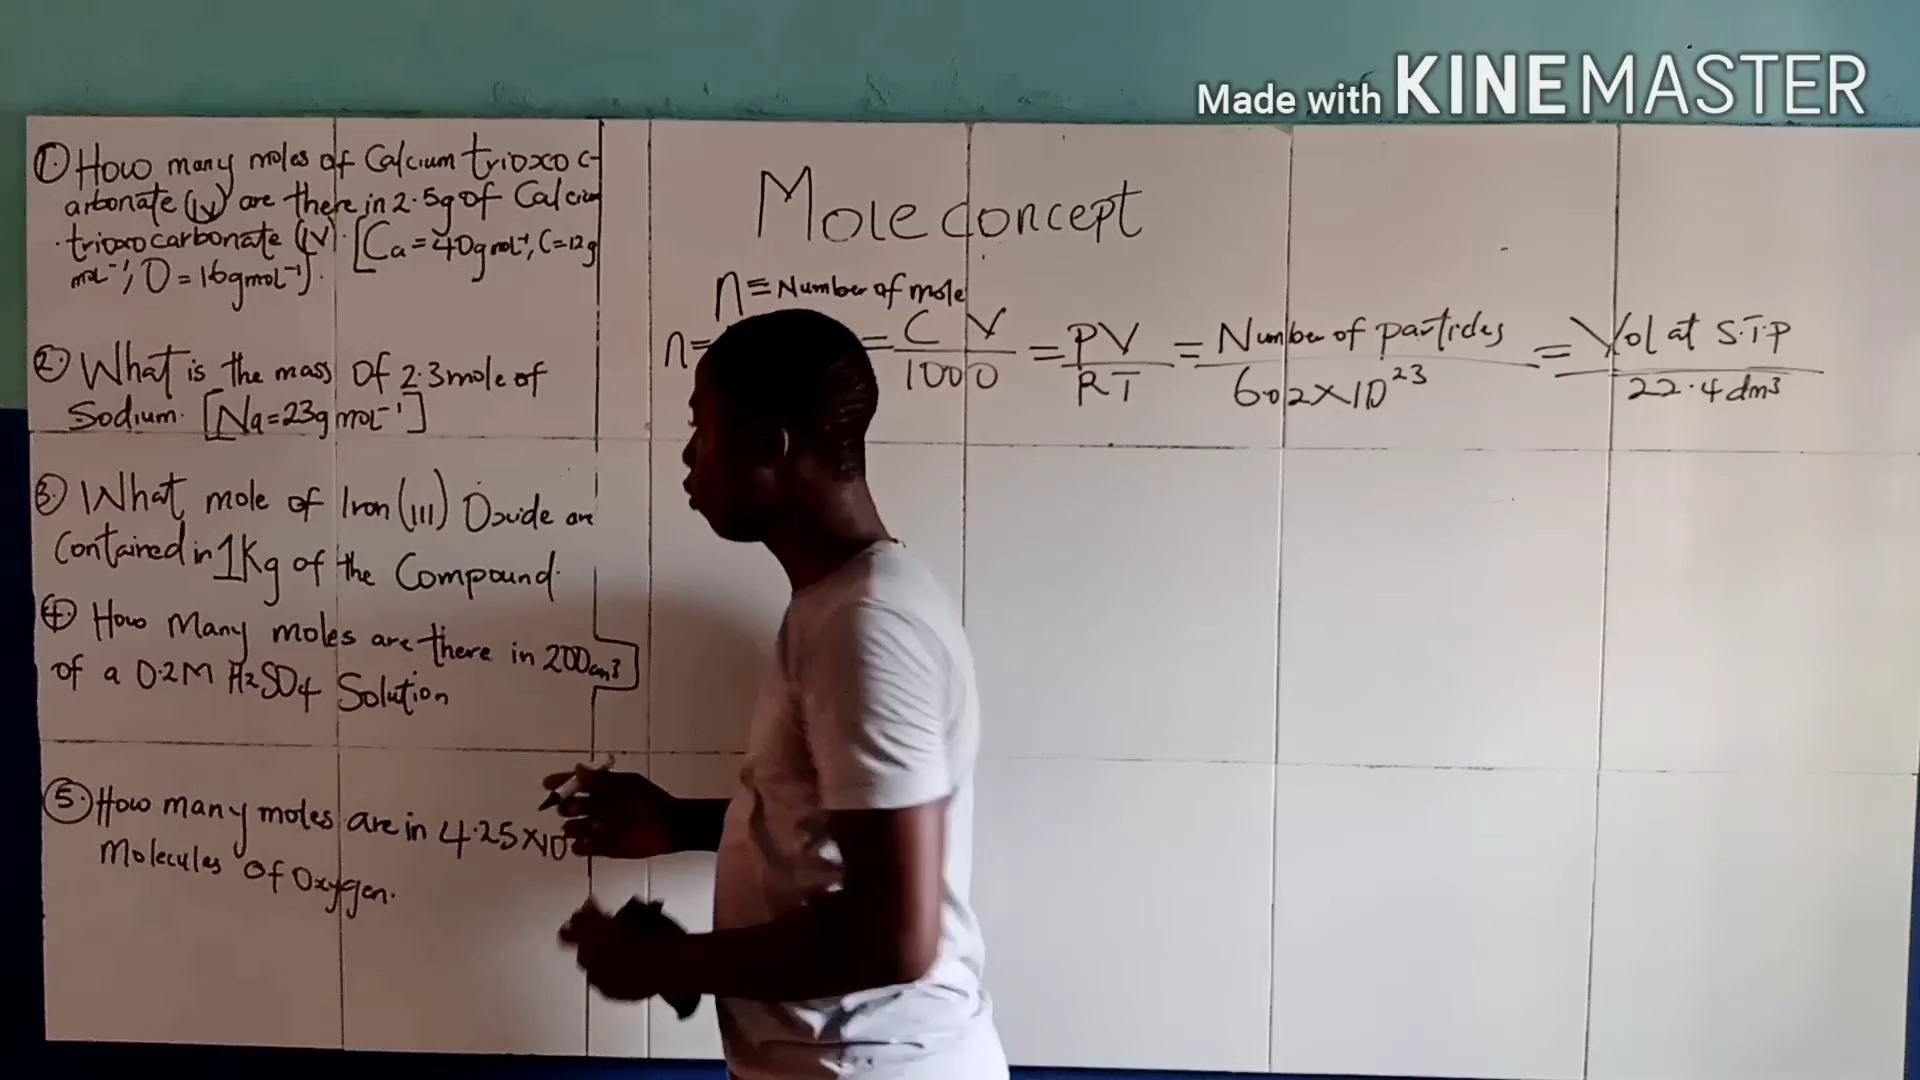 Made with KINEMASTER
① How many moles of Calcium trioxo c-
arbonate (IV) are there in 2.5g of Calcium
trioxocarbonate (IV). [Ca = 40gmol⁻¹, C = 12g
mol⁻¹, O = 16gmol⁻¹].
② What is the mass of 2.3mole of
Sodium. [Na = 23gmol⁻¹]
③ What mole of Iron (III) Oxide are
Contained in 1Kg of the Compound.
④ How Many moles are there in 200cm³
of a 0.2M H₂SO₄ Solution
⑤ How many moles are in 4.25×10
Molecules of Oxygen.
Mole concept
n = Number of mole
n = = C V / 1000 = PV / RT = Number of particles / 6.02×10²³ = Vol at S.T.P / 22.4dm³